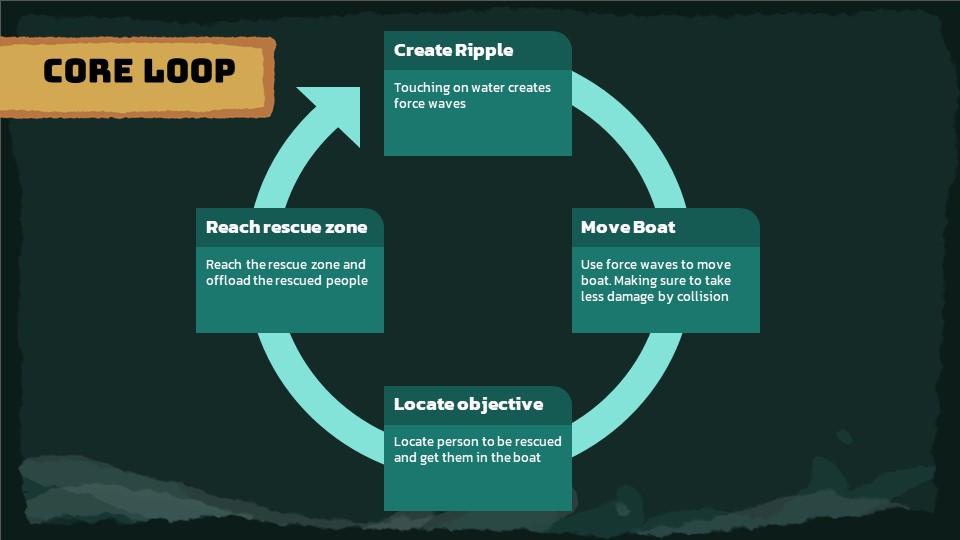 CORE LOOP
Create Ripple
Touching on water creates
force waves
Move Boat
Use force waves to move
boat. Making sure to take
less damage by collision
Locate objective
Locate person to be rescued
and get them in the boat
Reach rescue zone
Reach the rescue zone and
offload the rescued people